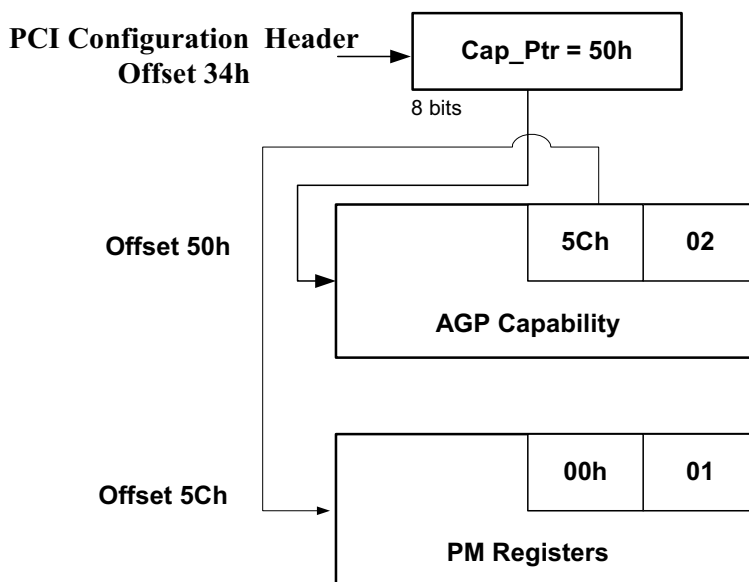 PCI Configuration Header
Offset 34h
Cap_Ptr = 50h
8 bits
Offset 50h
5Ch
02
AGP Capability
Offset 5Ch
00h
01
PM Registers